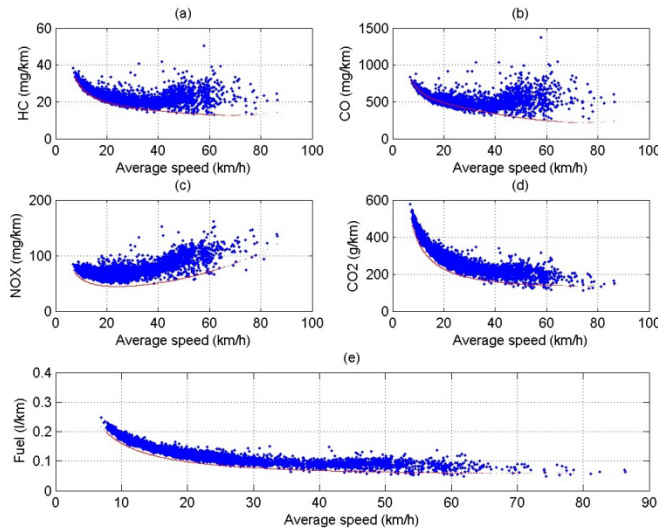 (a)
60
40
20
0
HC (mg/km)
0 20 40 60 80 100
Average speed (km/h)
(b)
1500
1000
500
0
CO (mg/km)
0 20 40 60 80 100
Average speed (km/h)
(c)
200
100
0
NOX (mg/km)
0 20 40 60 80 100
Average speed (km/h)
(d)
600
400
200
0
CO2 (g/km)
0 20 40 60 80 100
Average speed (km/h)
(e)
0.4
0.3
0.2
0.1
0
Fuel (l/km)
0 10 20 30 40 50 60 70 80 90
Average speed (km/h)